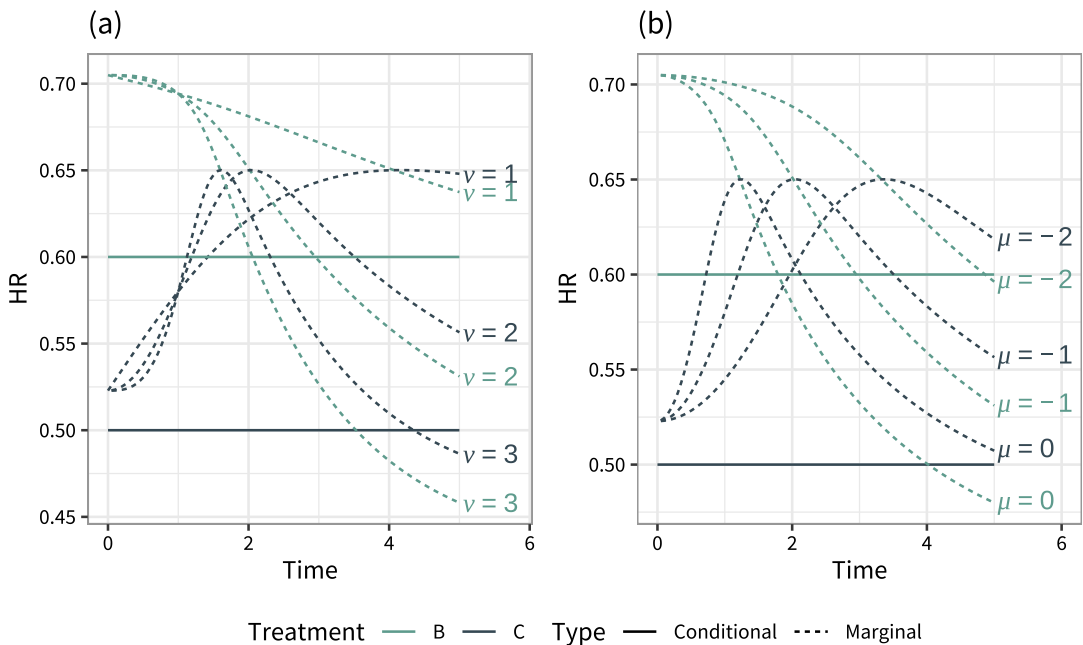 (a)
0.70
0.65
0.60
0.55
0.50
0.45
HR
0
2
4
6
Time
ν = 1
ν = 1
ν = 2
ν = 2
ν = 3
ν = 3
(b)
0.70
0.65
0.60
0.55
0.50
HR
0
2
4
6
Time
μ = −2
μ = −2
μ = −1
μ = −1
μ = 0
μ = 0
Treatment B C Type Conditional Marginal